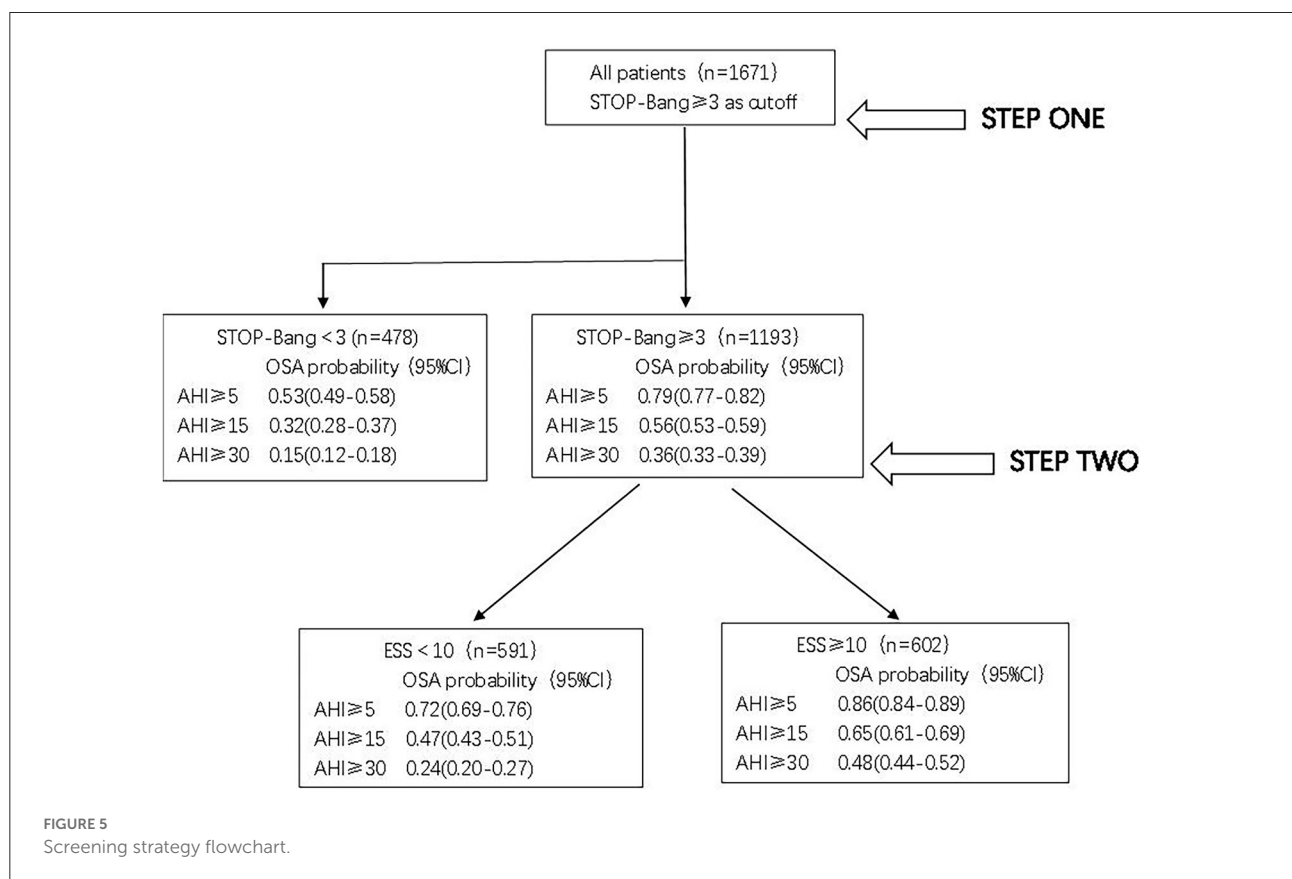 All patients (n=1671)
STOP-Bang≥3 as cutoff
STEP ONE
STOP-Bang<3 (n=478)
OSA probability (95%CI)
AHI≥5 0.53(0.49-0.58)
AHI≥15 0.32(0.28-0.37)
AHI≥30 0.15(0.12-0.18)
STOP-Bang≥3 (n=1193)
OSA probability (95%CI)
AHI≥5 0.79(0.77-0.82)
AHI≥15 0.56(0.53-0.59)
AHI≥30 0.36(0.33-0.39)
STEP TWO
ESS<10 (n=591)
OSA probability (95%CI)
AHI≥5 0.72(0.69-0.76)
AHI≥15 0.47(0.43-0.51)
AHI≥30 0.24(0.20-0.27)
ESS≥10 (n=602)
OSA probability (95%CI)
AHI≥5 0.86(0.84-0.89)
AHI≥15 0.65(0.61-0.69)
AHI≥30 0.48(0.44-0.52)
FIGURE 5
Screening strategy flowchart.